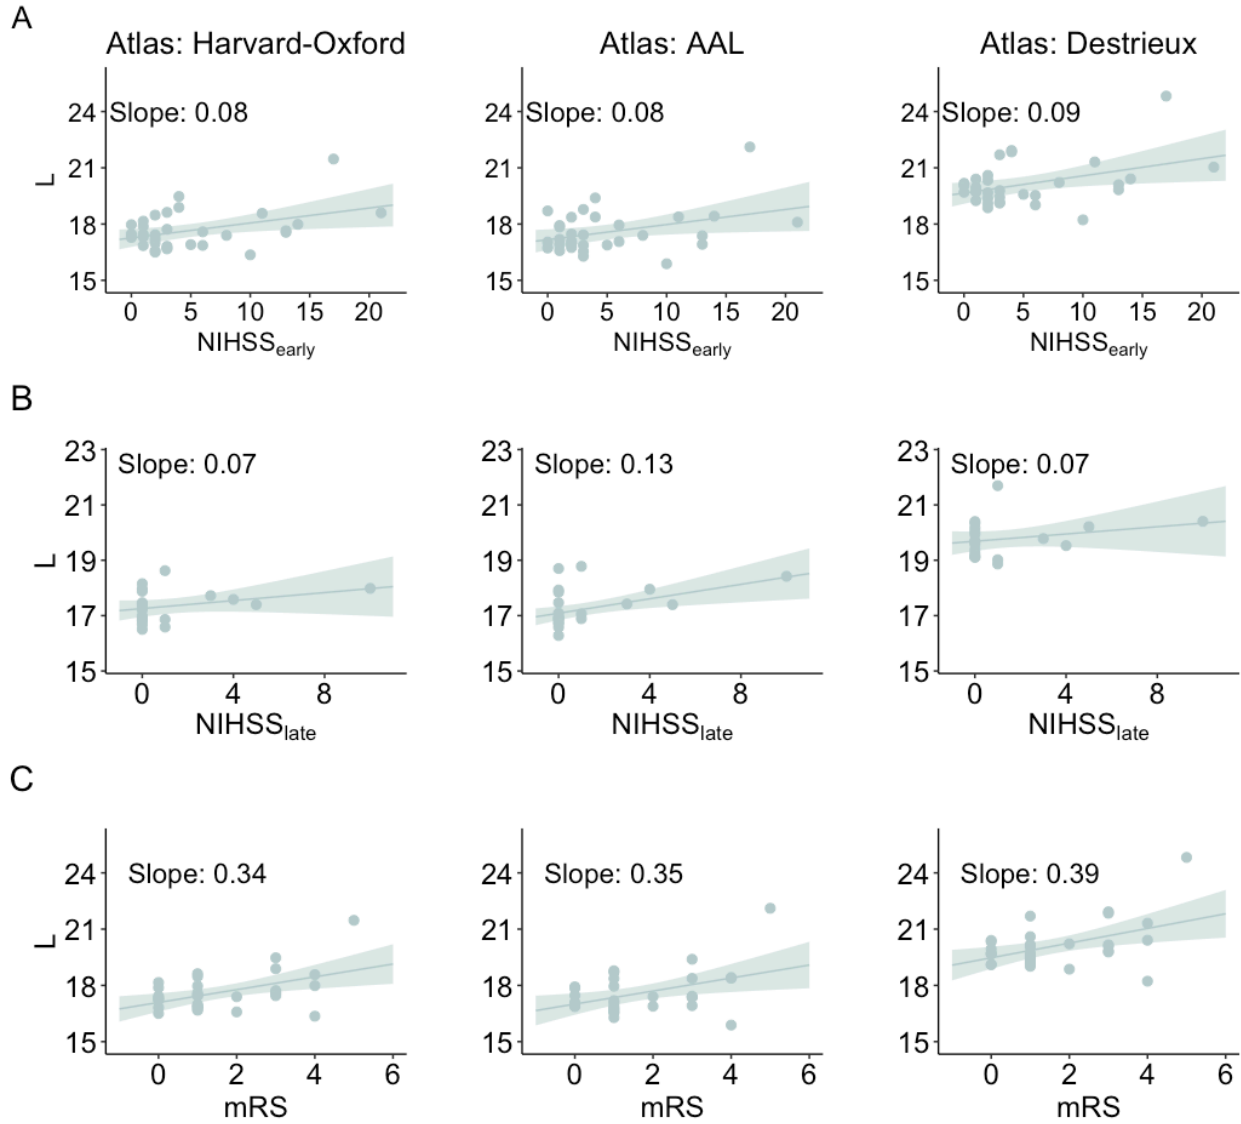 A
Atlas: Harvard-Oxford
Atlas: AAL
Atlas: Destrieux
L
24
21
18
15
Slope: 0.08
0 5 10 15 20
NIHSSearly
24
21
18
15
Slope: 0.08
0 5 10 15 20
NIHSSearly
24
21
18
15
Slope: 0.09
0 5 10 15 20
NIHSSearly
B
L
23
21
19
17
15
Slope: 0.07
0 4 8
NIHSSlate
23
21
19
17
15
Slope: 0.13
0 4 8
NIHSSlate
23
21
19
17
15
Slope: 0.07
0 4 8
NIHSSlate
C
L
24
21
18
15
Slope: 0.34
0 2 4 6
mRS
24
21
18
15
Slope: 0.35
0 2 4 6
mRS
24
21
18
15
Slope: 0.39
0 2 4 6
mRS